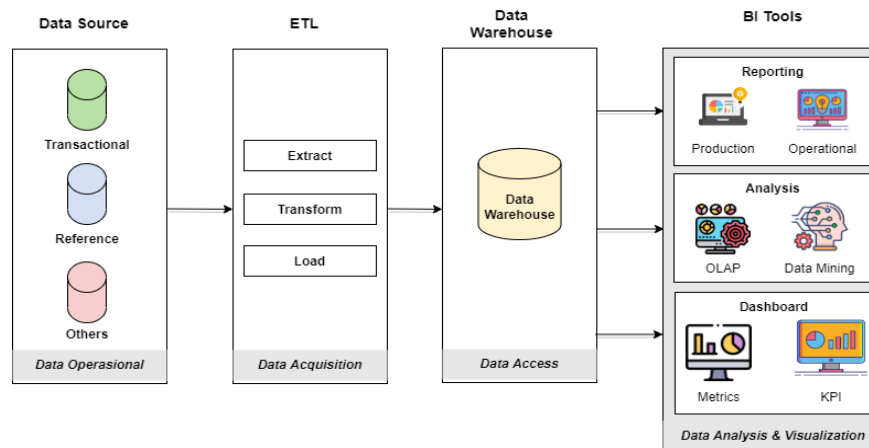 Data Source
Transactional
Reference
Others
Data Operasional
ETL
Extract
Transform
Load
Data Acquisition
Data
Warehouse
Data
Warehouse
Data Access
BI Tools
Reporting
Production
Operational
Analysis
OLAP
Data Mining
Dashboard
Metrics
KPI
Data Analysis & Visualization